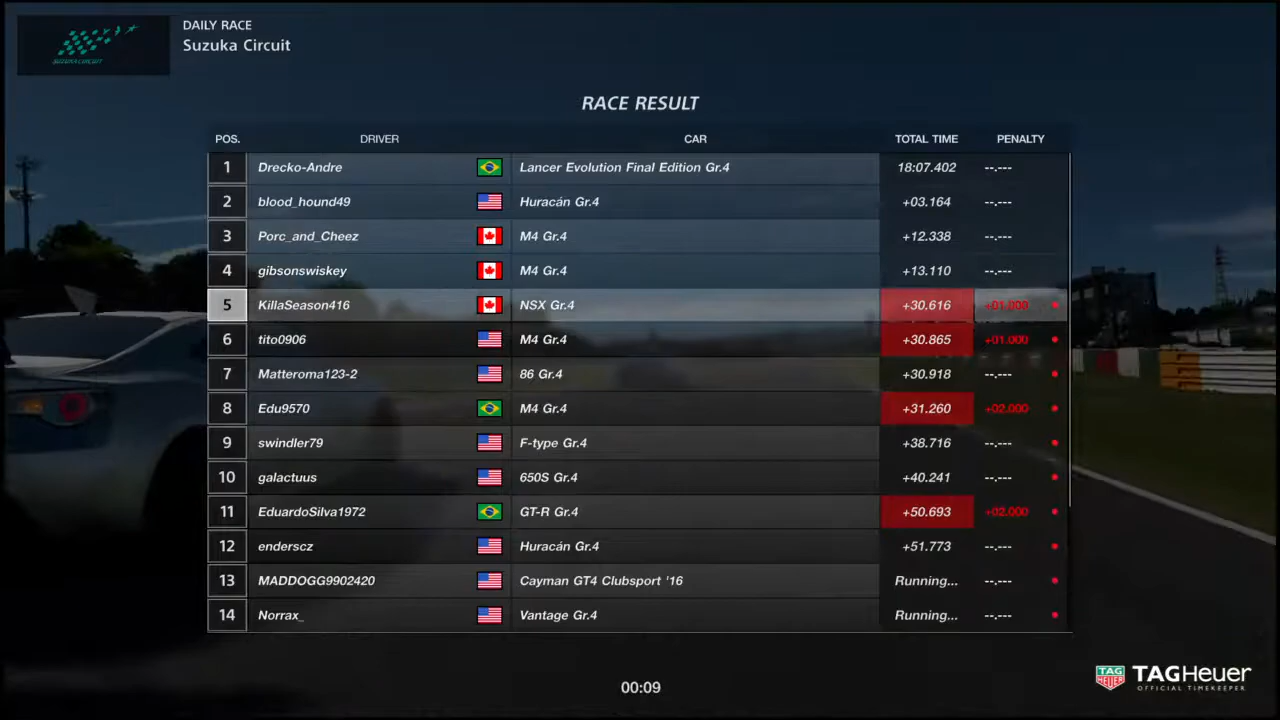 DAILY RACE
Suzuka Circuit
SUZUKA CIRCUIT
RACE RESULT
POS. DRIVER CAR TOTAL TIME PENALTY
1 Drecko-Andre Lancer Evolution Final Edition Gr.4 18:07.402 --.---
2 blood_hound49 Huracán Gr.4 +03.164 --.---
3 Porc_and_Cheez M4 Gr.4 +12.338 --.---
4 gibsonswiskey M4 Gr.4 +13.110 --.---
5 KillaSeason416 NSX Gr.4 +30.616 +01.000
6 tito0906 M4 Gr.4 +30.865 +01.000
7 Matteroma123-2 86 Gr.4 +30.918 --.---
8 Edu9570 M4 Gr.4 +31.260 +02.000
9 swindler79 F-type Gr.4 +38.716 --.---
10 galactuus 650S Gr.4 +40.241 --.---
11 EduardoSilva1972 GT-R Gr.4 +50.693 +02.000
12 enderscz Huracán Gr.4 +51.773 --.---
13 MADDOGG9902420 Cayman GT4 Clubsport '16 Running... --.---
14 Norrax_ Vantage Gr.4 Running... --.---
00:09
TAG HEUER TAGHeuer
OFFICIAL TIMEKEEPER